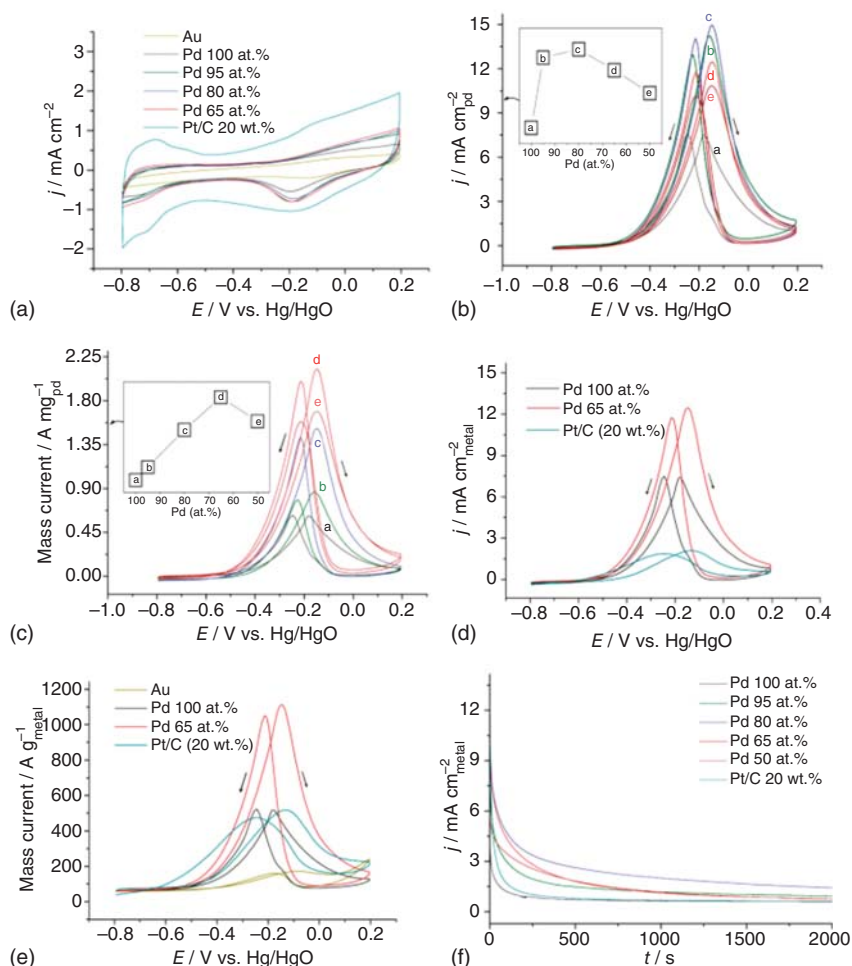 3
2
1
0
−1
−2
j / mA cm−2
Au
Pd 100 at.%
Pd 95 at.%
Pd 80 at.%
Pd 65 at.%
Pt/C 20 wt.%
−0.8 −0.6 −0.4 −0.2 0.0 0.2
E / V vs. Hg/HgO
(a)
15
12
9
6
3
0
j / mA cm−2pd
a b c d e
100 90 80 70 60 50
Pd (at.%)
c
b
d
e
a
−1.0 −0.8 −0.6 −0.4 −0.2 0.0 0.2
E / V vs. Hg/HgO
(b)
2.25
1.80
1.35
0.90
0.45
0.00
Mass current / A mg−1pd
a b c d e
100 90 80 70 60 50
Pd (at.%)
d
e
c
b
a
−1.0 −0.8 −0.6 −0.4 −0.2 0.0 0.2
E / V vs. Hg/HgO
(c)
15
12
9
6
3
0
j / mA cm−2metal
Pd 100 at.%
Pd 65 at.%
Pt/C (20 wt.%)
−0.8 −0.6 −0.4 −0.2 0.0 0.2 0.4
E / V vs. Hg/HgO
(d)
1200
1000
800
600
400
200
0
Mass current / A g−1metal
Au
Pd 100 at.%
Pd 65 at.%
Pt/C (20 wt.%)
−0.8 −0.6 −0.4 −0.2 0.0 0.2
E / V vs. Hg/HgO
(e)
12
9
6
3
0
j / mA cm−2metal
Pd 100 at.%
Pd 95 at.%
Pd 80 at.%
Pd 65 at.%
Pd 50 at.%
Pt/C 20 wt.%
0 500 1000 1500 2000
t / s
(f)